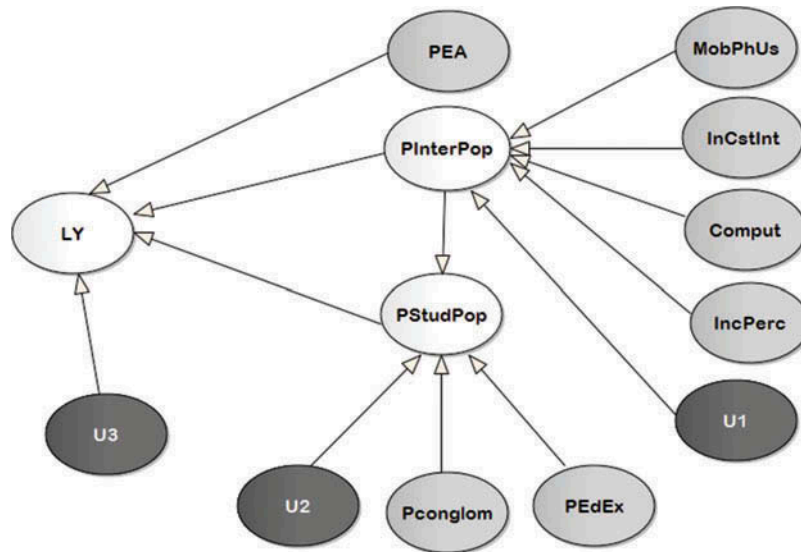 PEA
MobPhUs
PInterPop
InCstInt
LY
Comput
PStudPop
IncPerc
U3
U1
U2
Pconglom
PEdEx